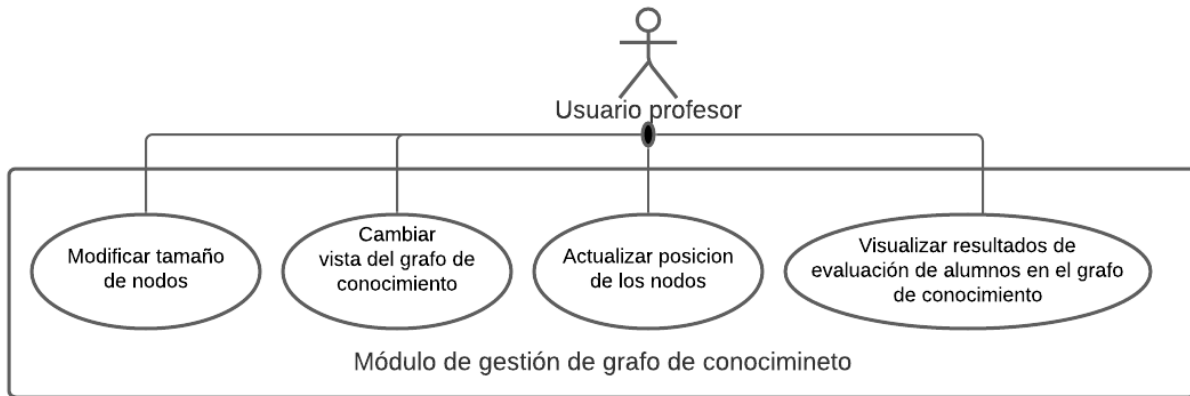 Usuario profesor
Modificar tamaño
de nodos
Cambiar
vista del grafo de
conocimiento
Actualizar posicion
de los nodos
Visualizar resultados de
evaluación de alumnos en el grafo
de conocimiento
Módulo de gestión de grafo de conocimineto